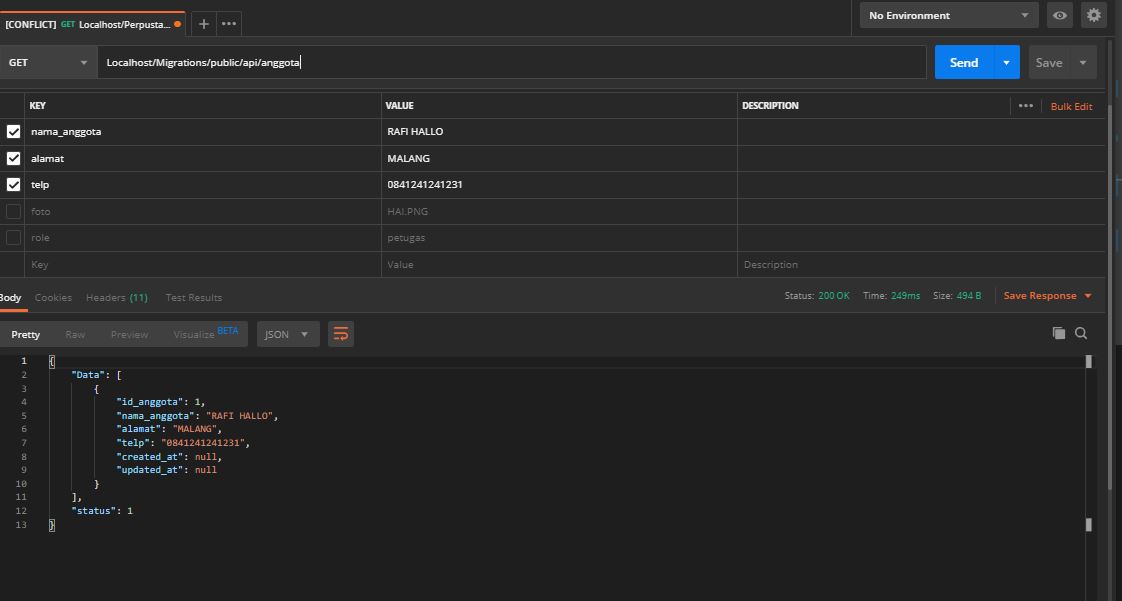 [CONFLICT] GET Localhost/Perpusta... + ••• No Environment
GET Localhost/Migrations/public/api/anggota Send Save
KEY VALUE DESCRIPTION ••• Bulk Edit
nama_anggota RAFI HALLO
alamat MALANG
telp 0841241241231
foto HAI.PNG
role petugas
Key Value Description
Body Cookies Headers (11) Test Results Status: 200 OK Time: 249ms Size: 494 B Save Response
Pretty Raw Preview Visualize BETA JSON
1 {
2 "Data": [
3 {
4 "id_anggota": 1,
5 "nama_anggota": "RAFI HALLO",
6 "alamat": "MALANG",
7 "telp": "0841241241231",
8 "created_at": null,
9 "updated_at": null
10 }
11 ],
12 "status": 1
13 }